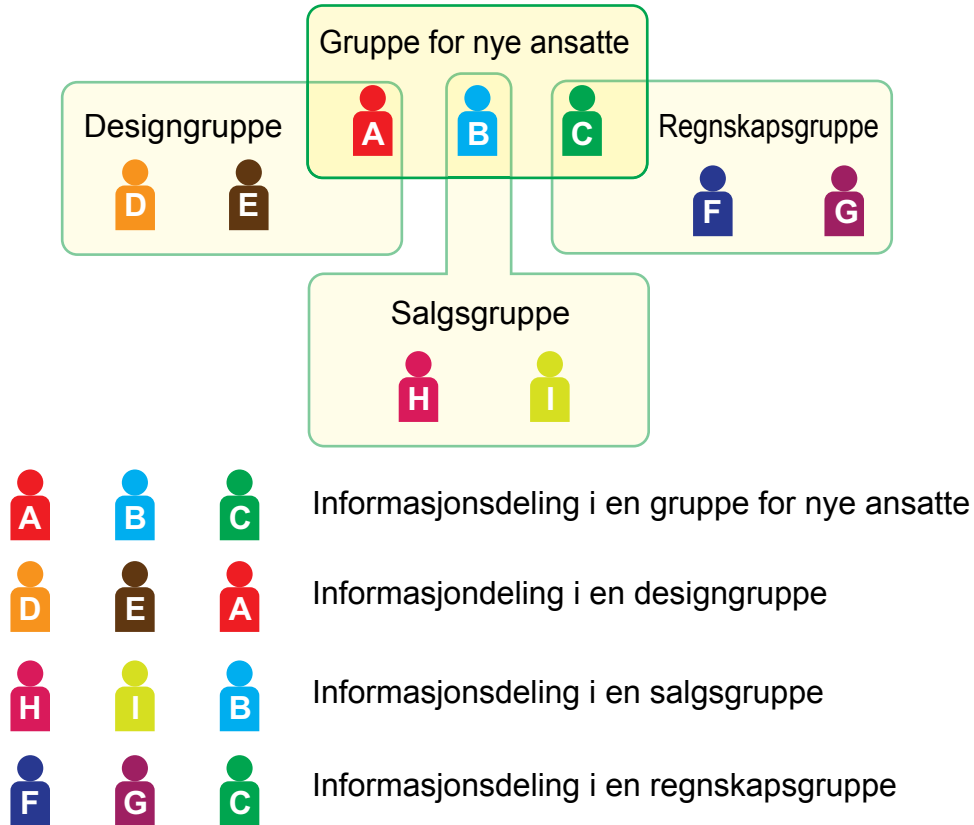 Gruppe for nye ansatte
Designgruppe
A
B
C
Regnskapsgruppe
D
E
F
G
Salgsgruppe
H
I
A B C Informasjonsdeling i en gruppe for nye ansatte
D E A Informasjondeling i en designgruppe
H I B Informasjonsdeling i en salgsgruppe
F G C Informasjonsdeling i en regnskapsgruppe